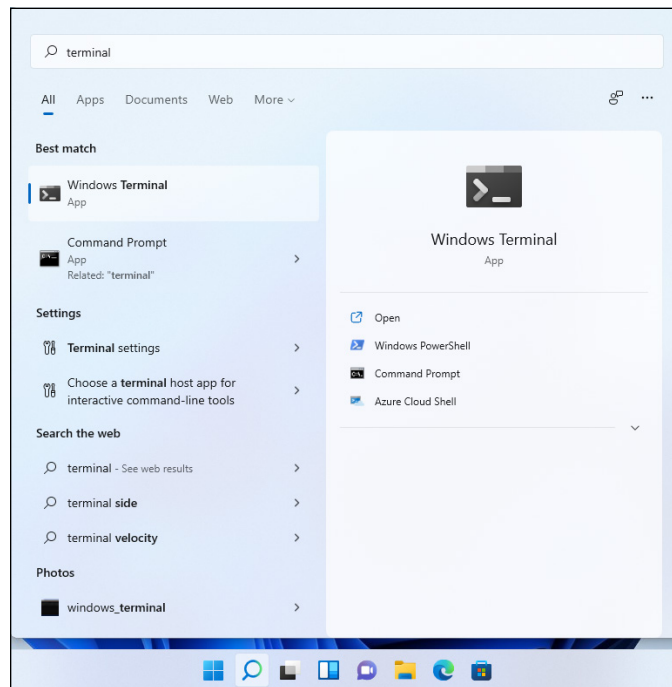 terminal
All Apps Documents Web More
Best match
Windows Terminal
App
Command Prompt
App
Related: "terminal"
Settings
Terminal settings
Choose a terminal host app for
interactive command-line tools
Search the web
terminal - See web results
terminal side
terminal velocity
Photos
windows_terminal
Windows Terminal
App
Open
Windows PowerShell
Command Prompt
Azure Cloud Shell